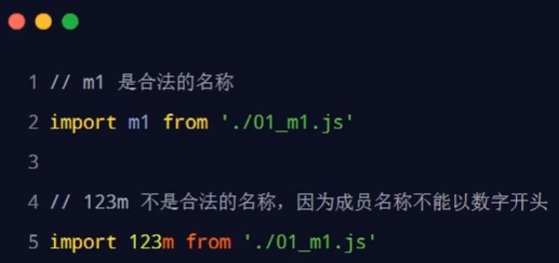 1 // m1 是合法的名称
2 import m1 from './01_m1.js'
3
4 // 123m 不是合法的名称，因为成员名称不能以数字开头
5 import 123m from './01_m1.js'